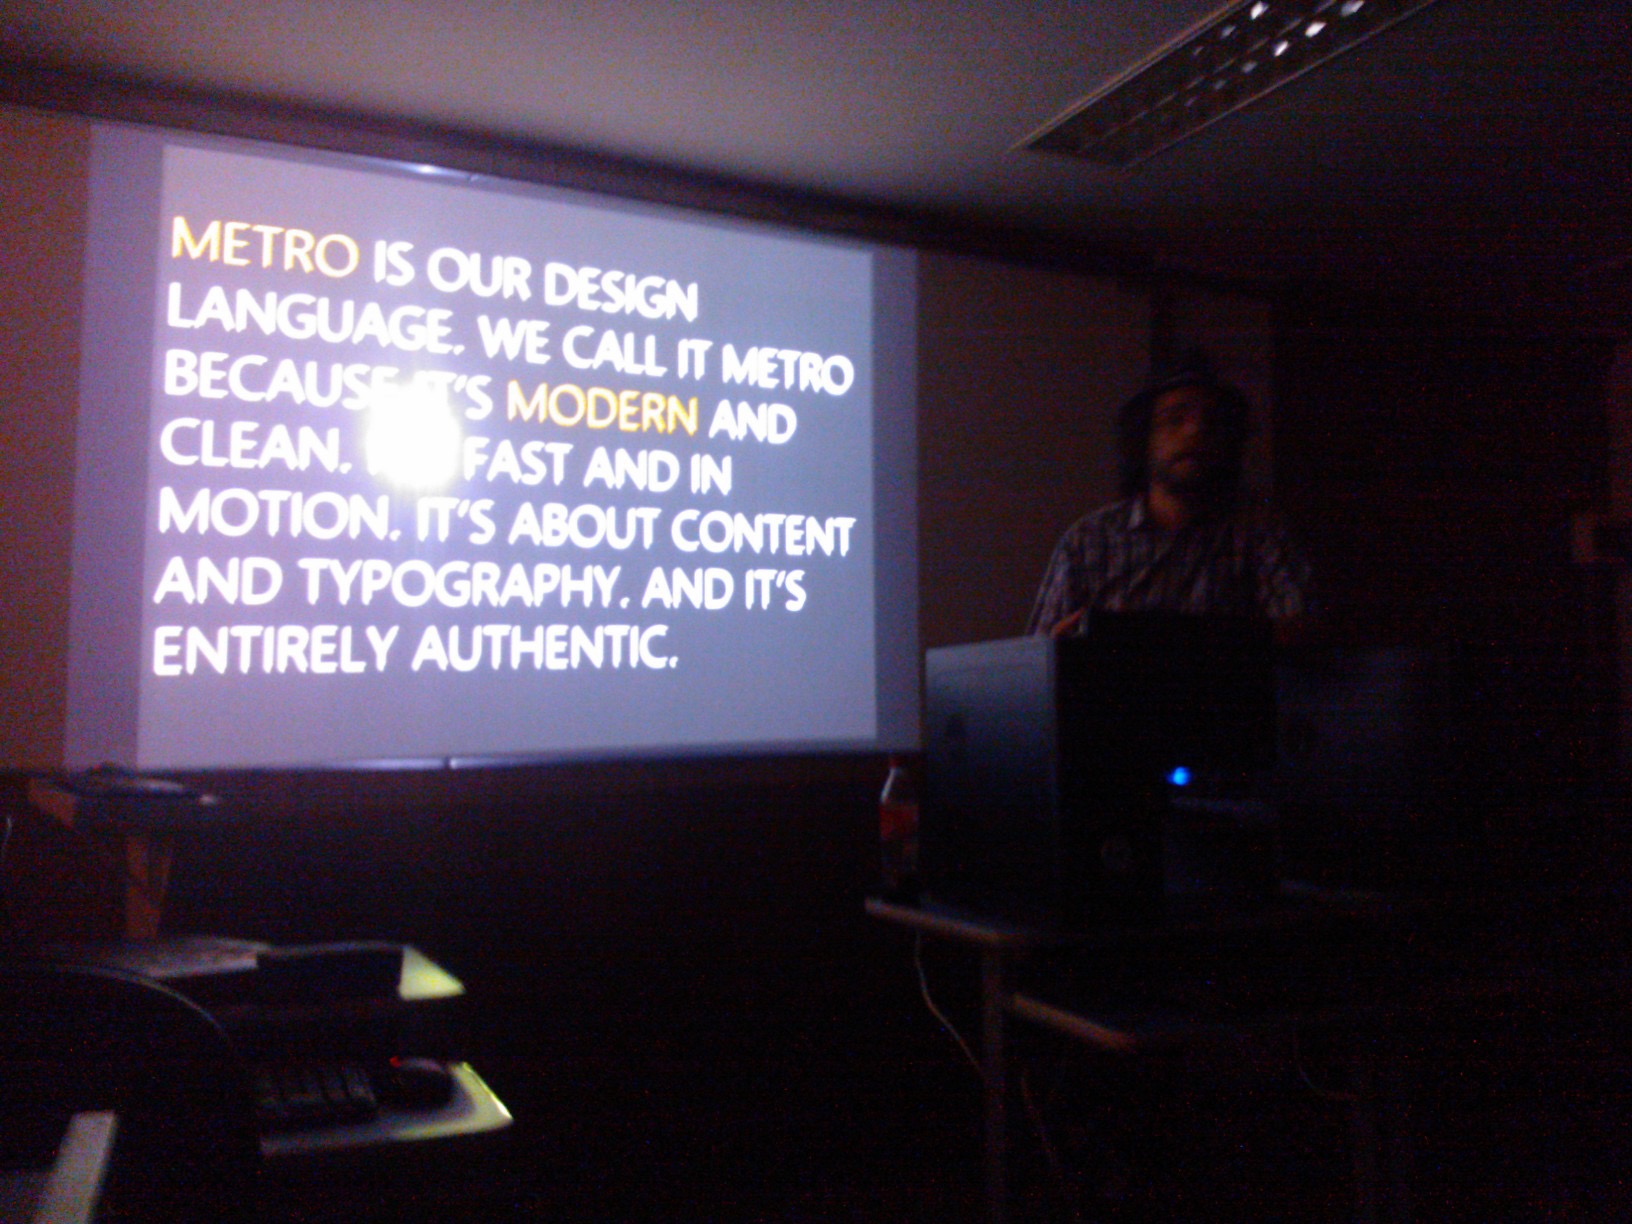 METRO IS OUR DESIGN
LANGUAGE. WE CALL IT METRO
BECAUSE IT'S MODERN AND
CLEAN. FAST AND IN
MOTION. IT'S ABOUT CONTENT
AND TYPOGRAPHY. AND IT'S
ENTIRELY AUTHENTIC.